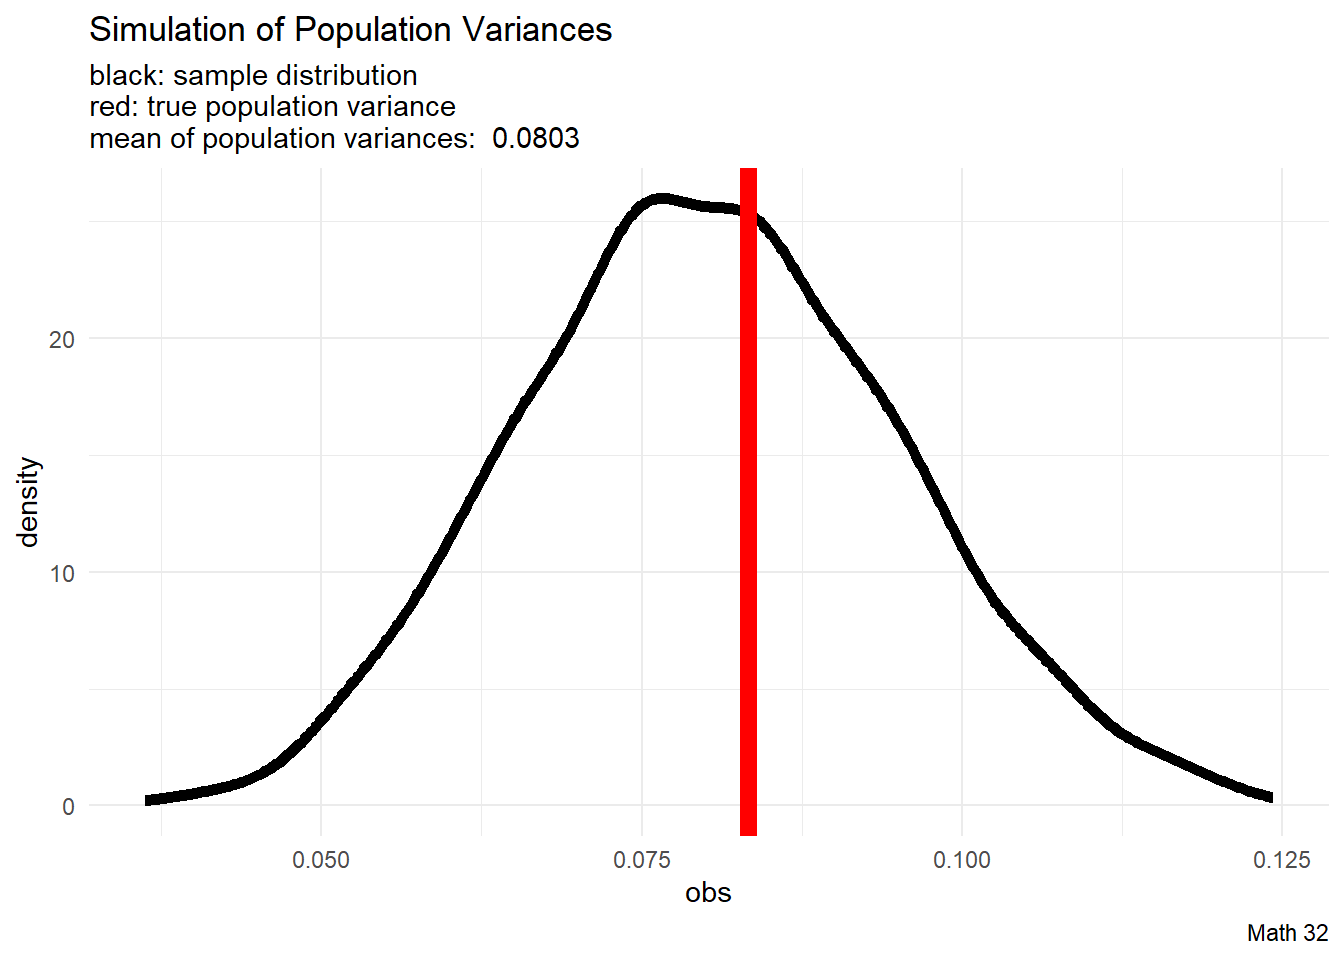 Simulation of Population Variances
black: sample distribution
red: true population variance
mean of population variances:  0.0803
20
10
0
density
0.050
0.075
0.100
0.125
obs
Math 32